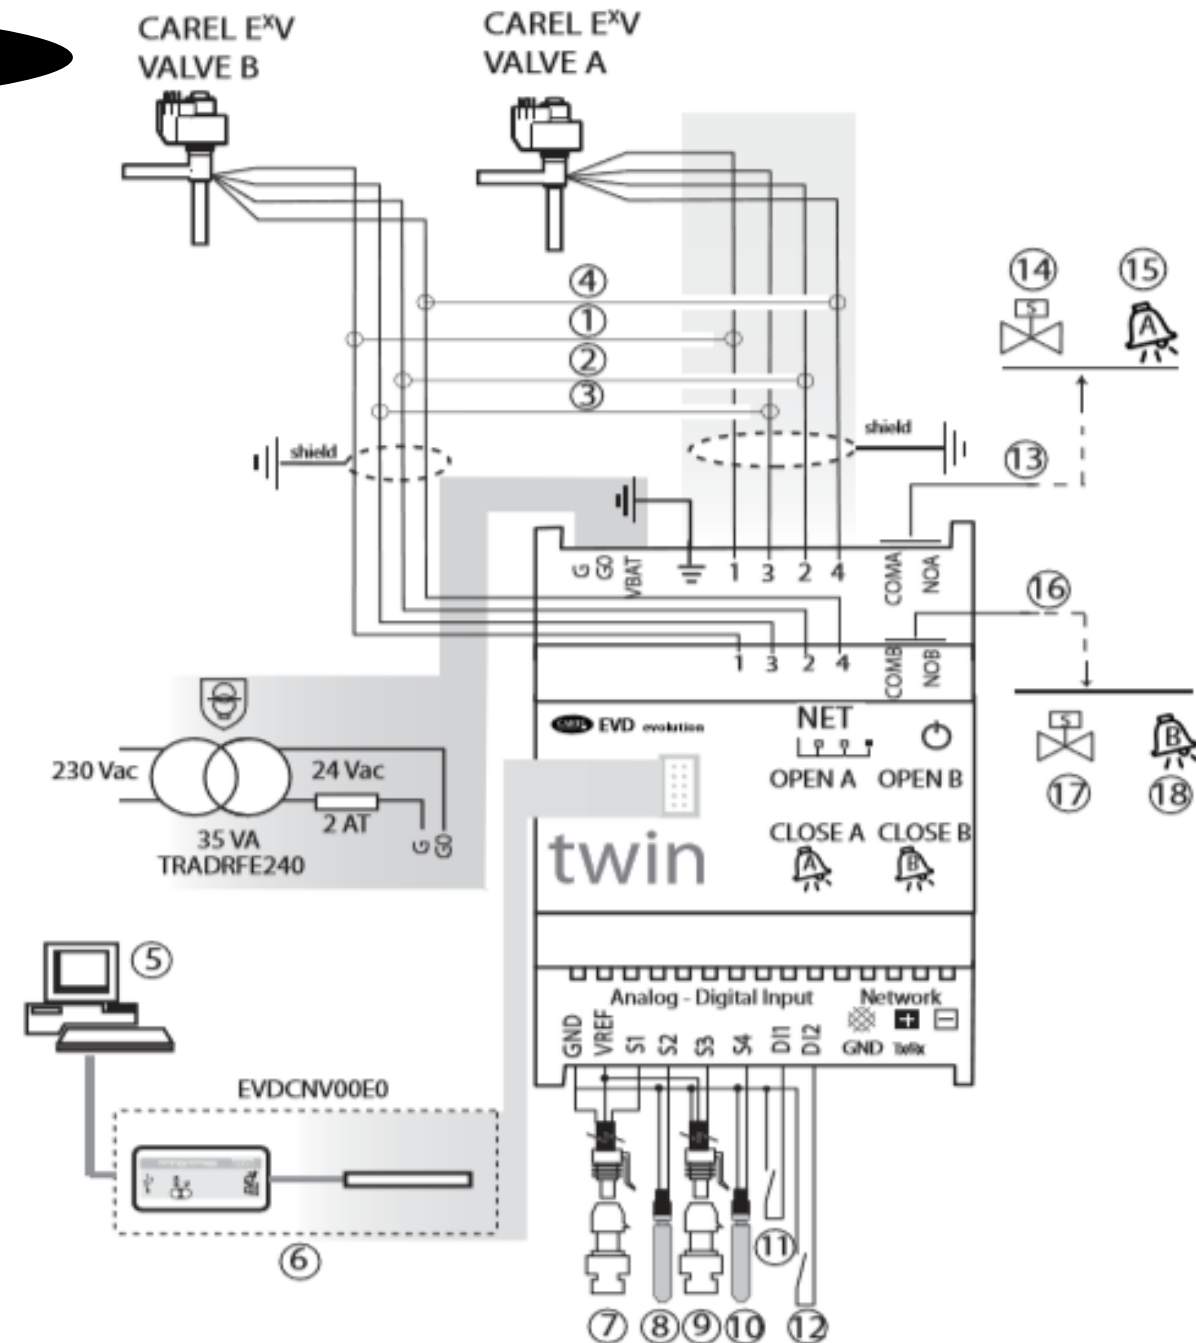 CAREL EXV
VALVE B
CAREL EXV
VALVE A
4
1
2
3
14
15
S
A
shield
shield
13
G
G0
VBAT
1
3
2
4
COMA
NOA
16
1
3
2
4
COMB
NOB
CAREL EVD evolution
NET
OPEN A
OPEN B
S
B
17
18
230 Vac
24 Vac
2 AT
35 VA
TRADRFE240
G
G0
twin
CLOSE A
CLOSE B
A
B
5
Analog - Digital Input
Network
GND
VREF
S1
S2
S3
S4
DI1
DI2
GND
Tx/Rx
EVDCNV00E0
6
11
7
8
9
10
12